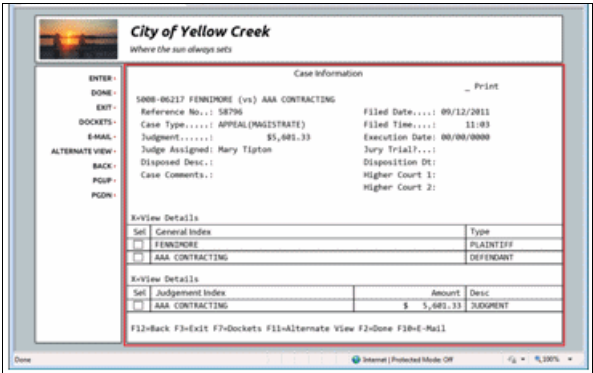 City of Yellow Creek
Where the sun always sets
ENTER
DONE
EXIT
DOCKETS
E-MAIL
ALTERNATE VIEW
BACK
PGUP
PGDN
Case Information
_ Print
5008-06217 FENNIMORE (vs) AAA CONTRACTING
Reference No..: 58796 Filed Date....: 09/12/2011
Case Type.....: APPEAL(MAGISTRATE) Filed Time....: 11:03
Judgment......: $5,601.33 Execution Date: 00/00/0000
Judge Assigned: Mary Tipton Jury Trial?...:
Disposed Desc.: Disposition Dt:
Case Comments.: Higher Court 1:
Higher Court 2:
X=View Details
Sel General Index Type
FENNIMORE PLAINTIFF
AAA CONTRACTING DEFENDANT
X=View Details
Sel Judgement Index Amount Desc
AAA CONTRACTING $ 5,601.33 JUDGMENT
F12=Back F3=Exit F7=Dockets F11=Alternate View F2=Done F10=E-Mail
Done Internet | Protected Mode: Off 100%